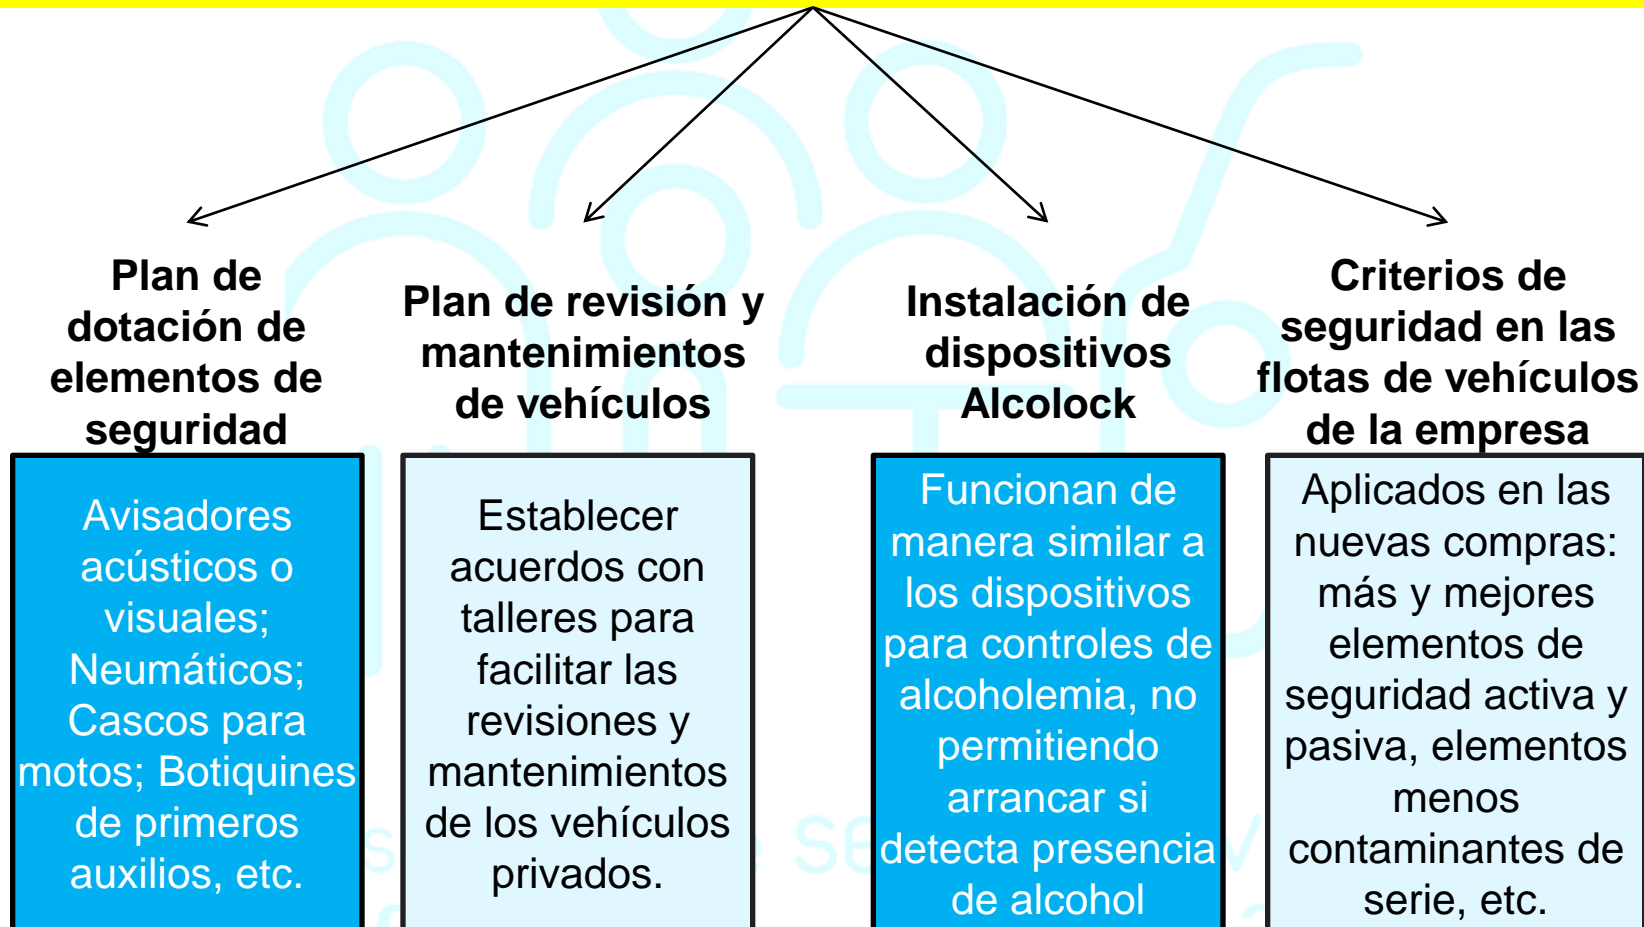 Plan de
dotación de
elementos de
seguridad
Avisadores
acústicos o
visuales;
Neumáticos;
Cascos para
motos; Botiquines
de primeros
auxilios, etc.
Plan de revisión y
mantenimientos
de vehículos
Establecer
acuerdos con
talleres para
facilitar las
revisiones y
mantenimientos
de los vehículos
privados.
Instalación de
dispositivos
Alcolock
Funcionan de
manera similar a
los dispositivos
para controles de
alcoholemia, no
permitiendo
arrancar si
detecta presencia
de alcohol
Criterios de
seguridad en las
flotas de vehículos
de la empresa
Aplicados en las
nuevas compras:
más y mejores
elementos de
seguridad activa y
pasiva, elementos
menos
contaminantes de
serie, etc.